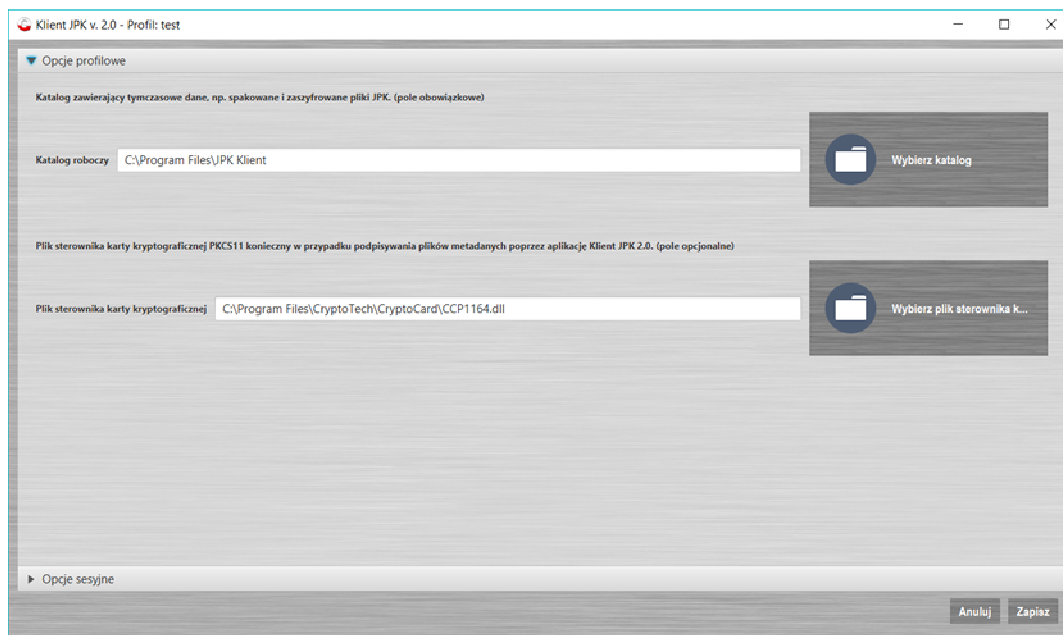 Klient JPK v. 2.0 - Profil: test
Opcje profilowe
Katalog zawierający tymczasowe dane, np. spakowane i zaszyfrowane pliki JPK. (pole obowiązkowe)
Katalog roboczy C:\Program Files\JPK Klient Wybierz katalog
Plik sterownika karty kryptograficznej PKCS11 konieczny w przypadku podpisywania plików metadanych poprzez aplikację Klient JPK 2.0. (pole opcjonalne)
Plik sterownika karty kryptograficznej C:\Program Files\CryptoTech\CryptoCard\CCP1164.dll Wybierz plik sterownika k...
Opcje sesyjne
Anuluj Zapisz